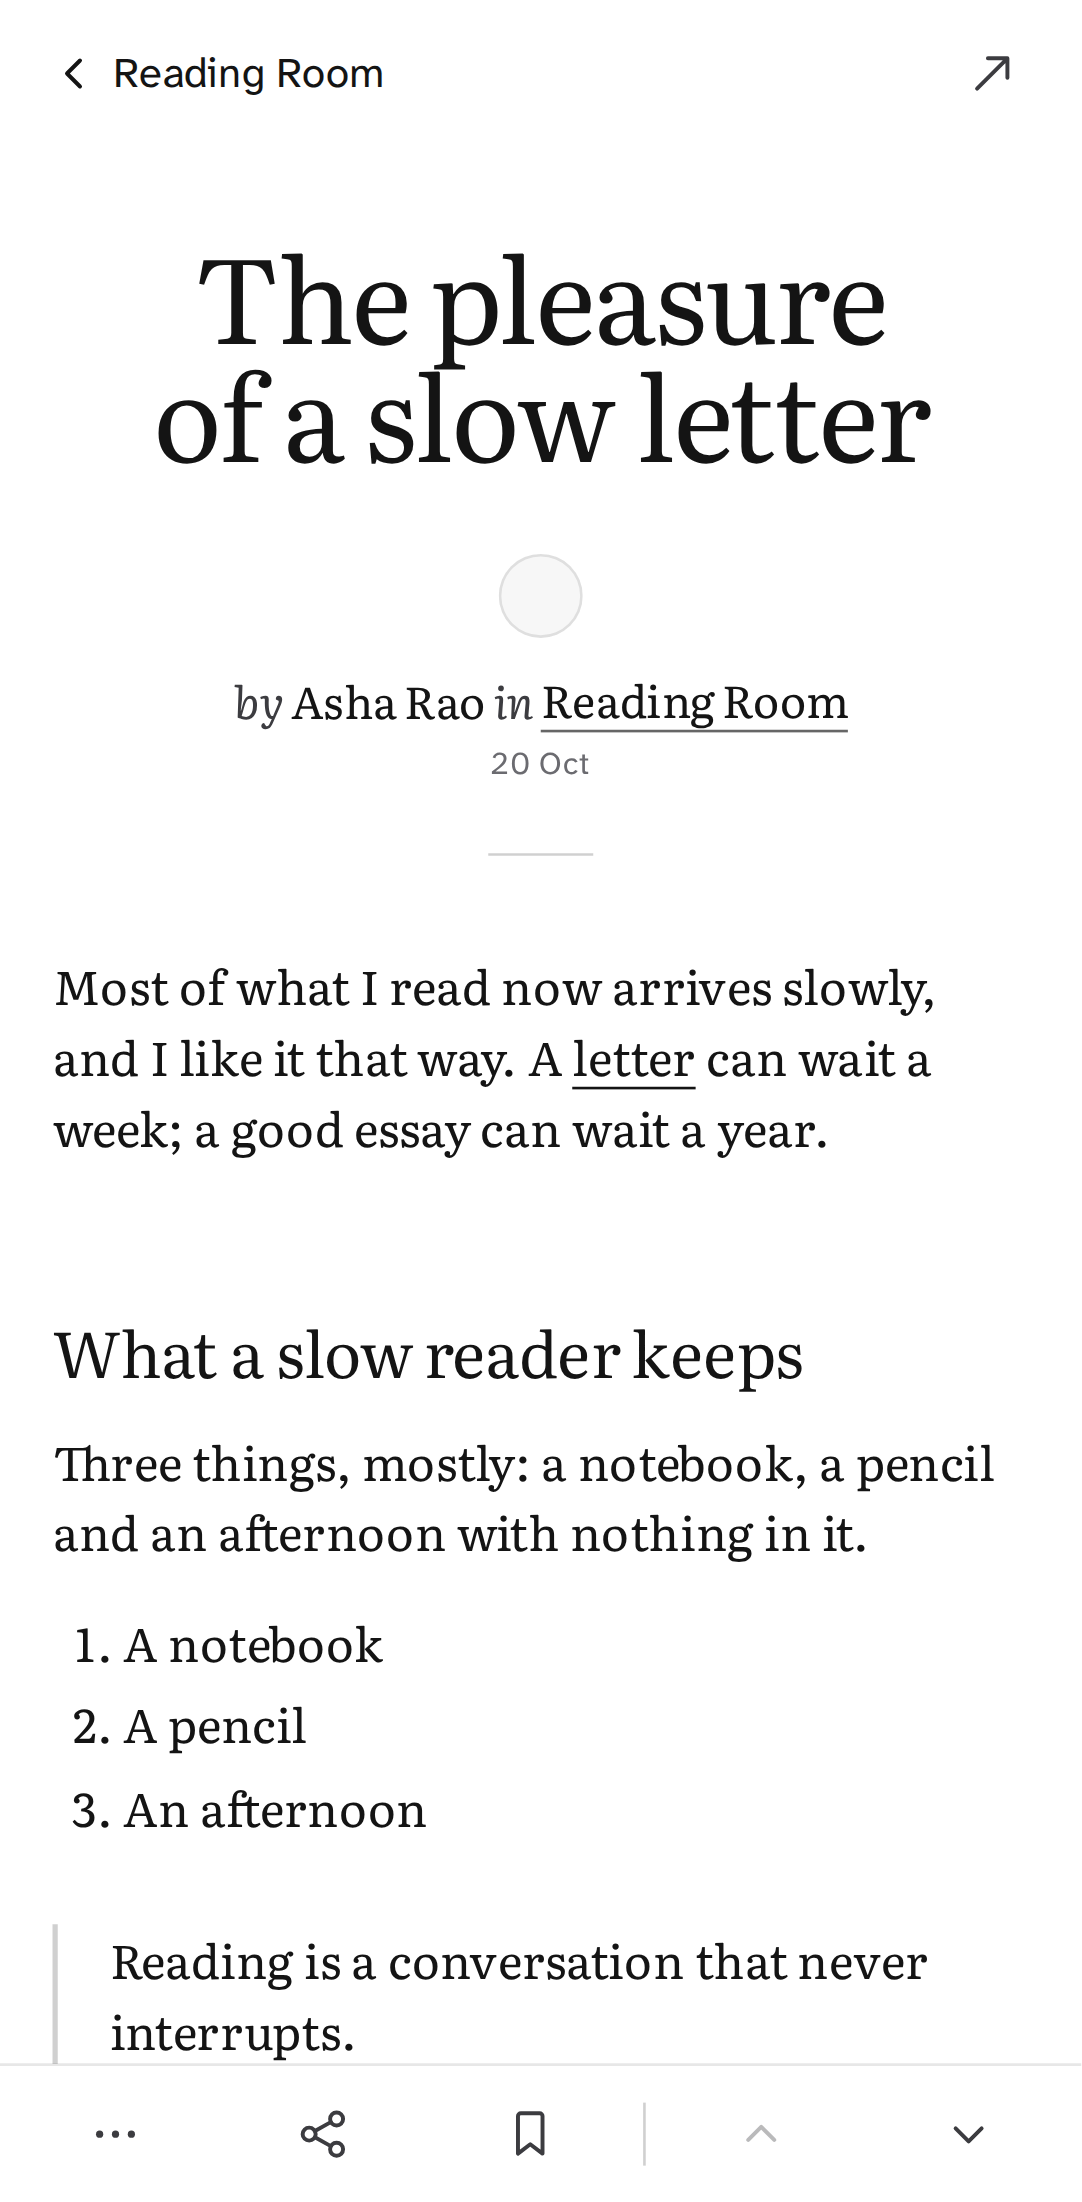 Reading Room
The pleasure
of a slow letter
by Asha Rao in Reading Room
20 Oct
Most of what I read now arrives slowly,
and I like it that way. A letter can wait a
week; a good essay can wait a year.
What a slow reader keeps
Three things, mostly: a notebook, a pencil
and an afternoon with nothing in it.
1. A notebook
2. A pencil
3. An afternoon
Reading is a conversation that never
interrupts.